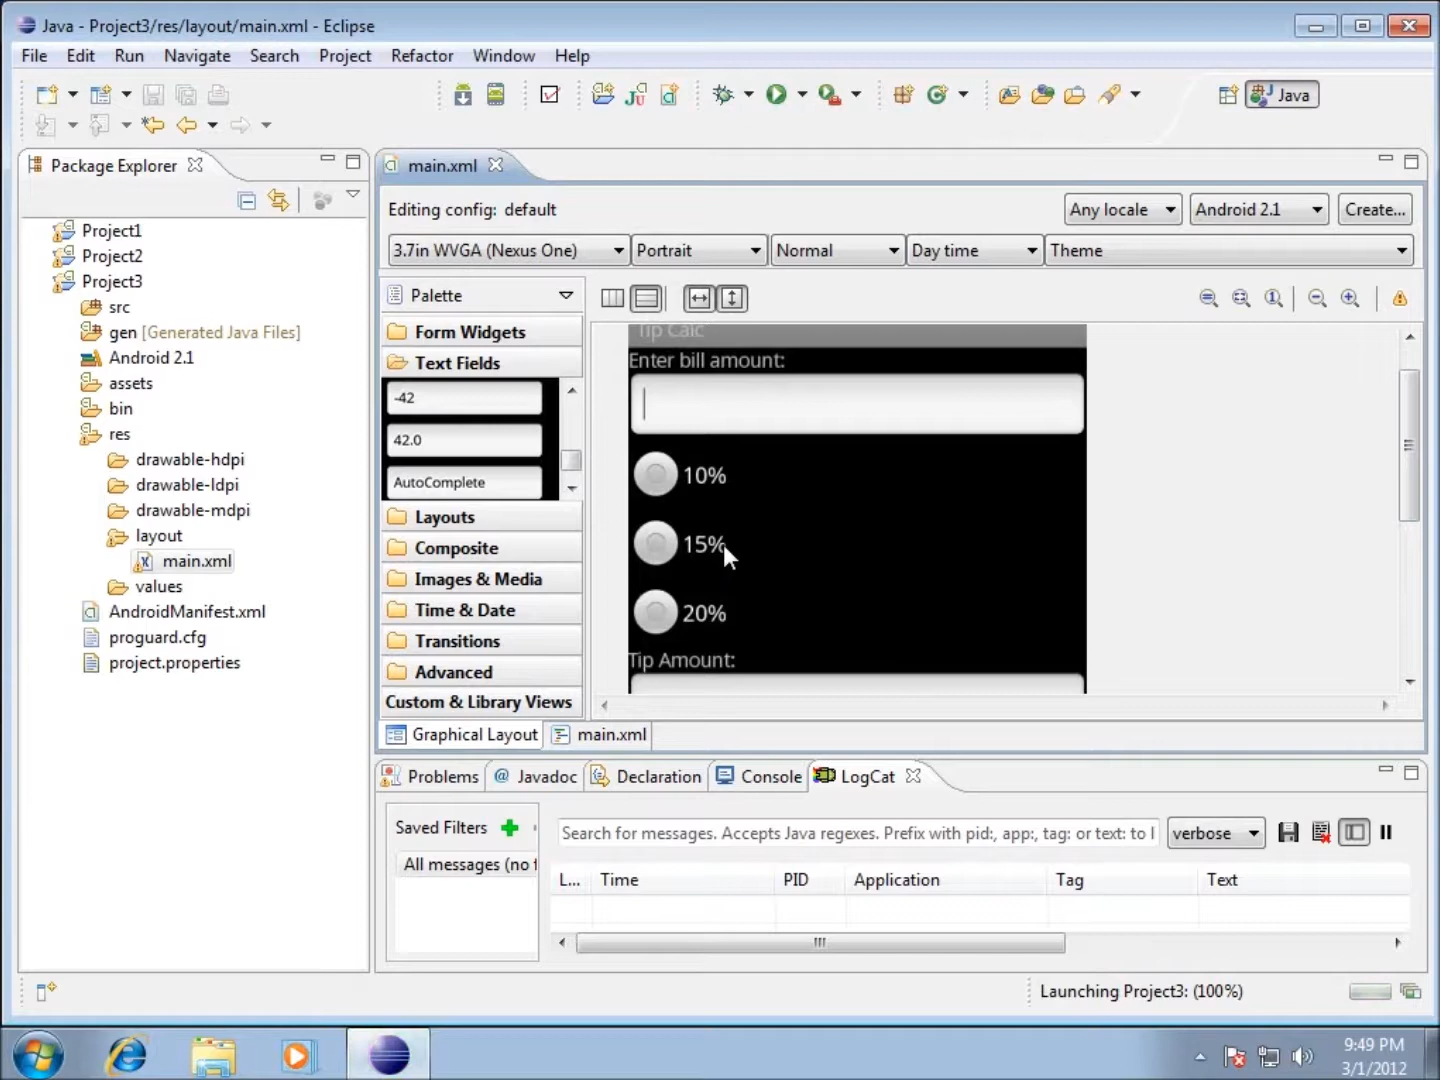 Java - Project3/res/layout/main.xml - Eclipse
File Edit Run Navigate Search Project Refactor Window Help
Java
Package Explorer
Project1
Project2
Project3
src
gen [Generated Java Files]
Android 2.1
assets
bin
res
drawable-hdpi
drawable-ldpi
drawable-mdpi
layout
main.xml
values
AndroidManifest.xml
proguard.cfg
project.properties
main.xml
Editing config: default
Any locale Android 2.1 Create...
3.7in WVGA (Nexus One) Portrait Normal Day time Theme
Palette
Form Widgets
Text Fields
-42
42.0
AutoComplete
Layouts
Composite
Images & Media
Time & Date
Transitions
Advanced
Custom & Library Views
Tip Calc
Enter bill amount:
10%
15%
20%
Tip Amount:
Graphical Layout main.xml
Problems Javadoc Declaration Console LogCat
Saved Filters
All messages (no f
Search for messages. Accepts Java regexes. Prefix with pid:, app:, tag: or text: to l
verbose
L... Time PID Application Tag Text
Launching Project3: (100%)
9:49 PM
3/1/2012